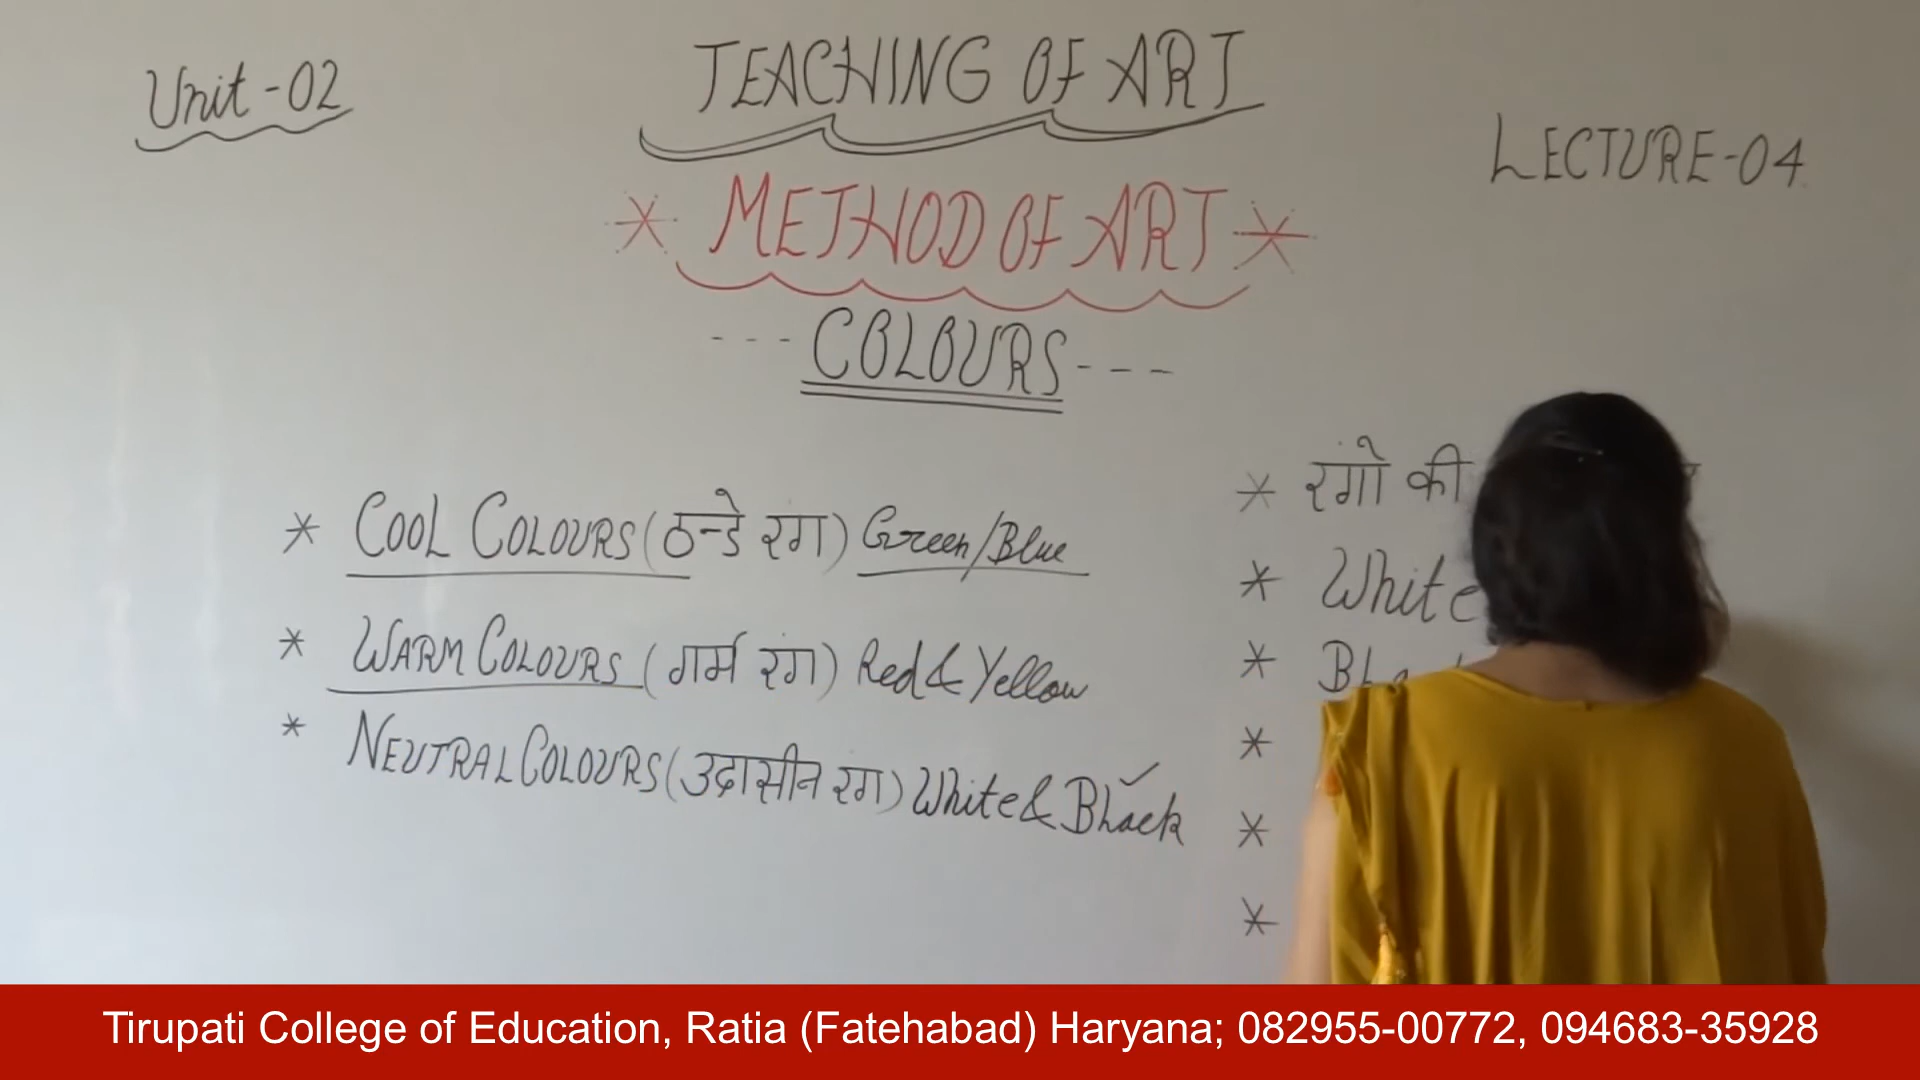 Unit-02
TEACHING OF ART
LECTURE-04
* METHOD OF ART *
--- COLOURS ---
* COOL COLOURS (ठन्डे रंग) Green/Blue
* WARM COLOURS (गर्म रंग) Red & Yellow
* NEUTRAL COLOURS (उदासीन रंग) White & Black
* रंगो की
* White
*
*
*
*
Tirupati College of Education, Ratia (Fatehabad) Haryana; 082955-00772, 094683-35928